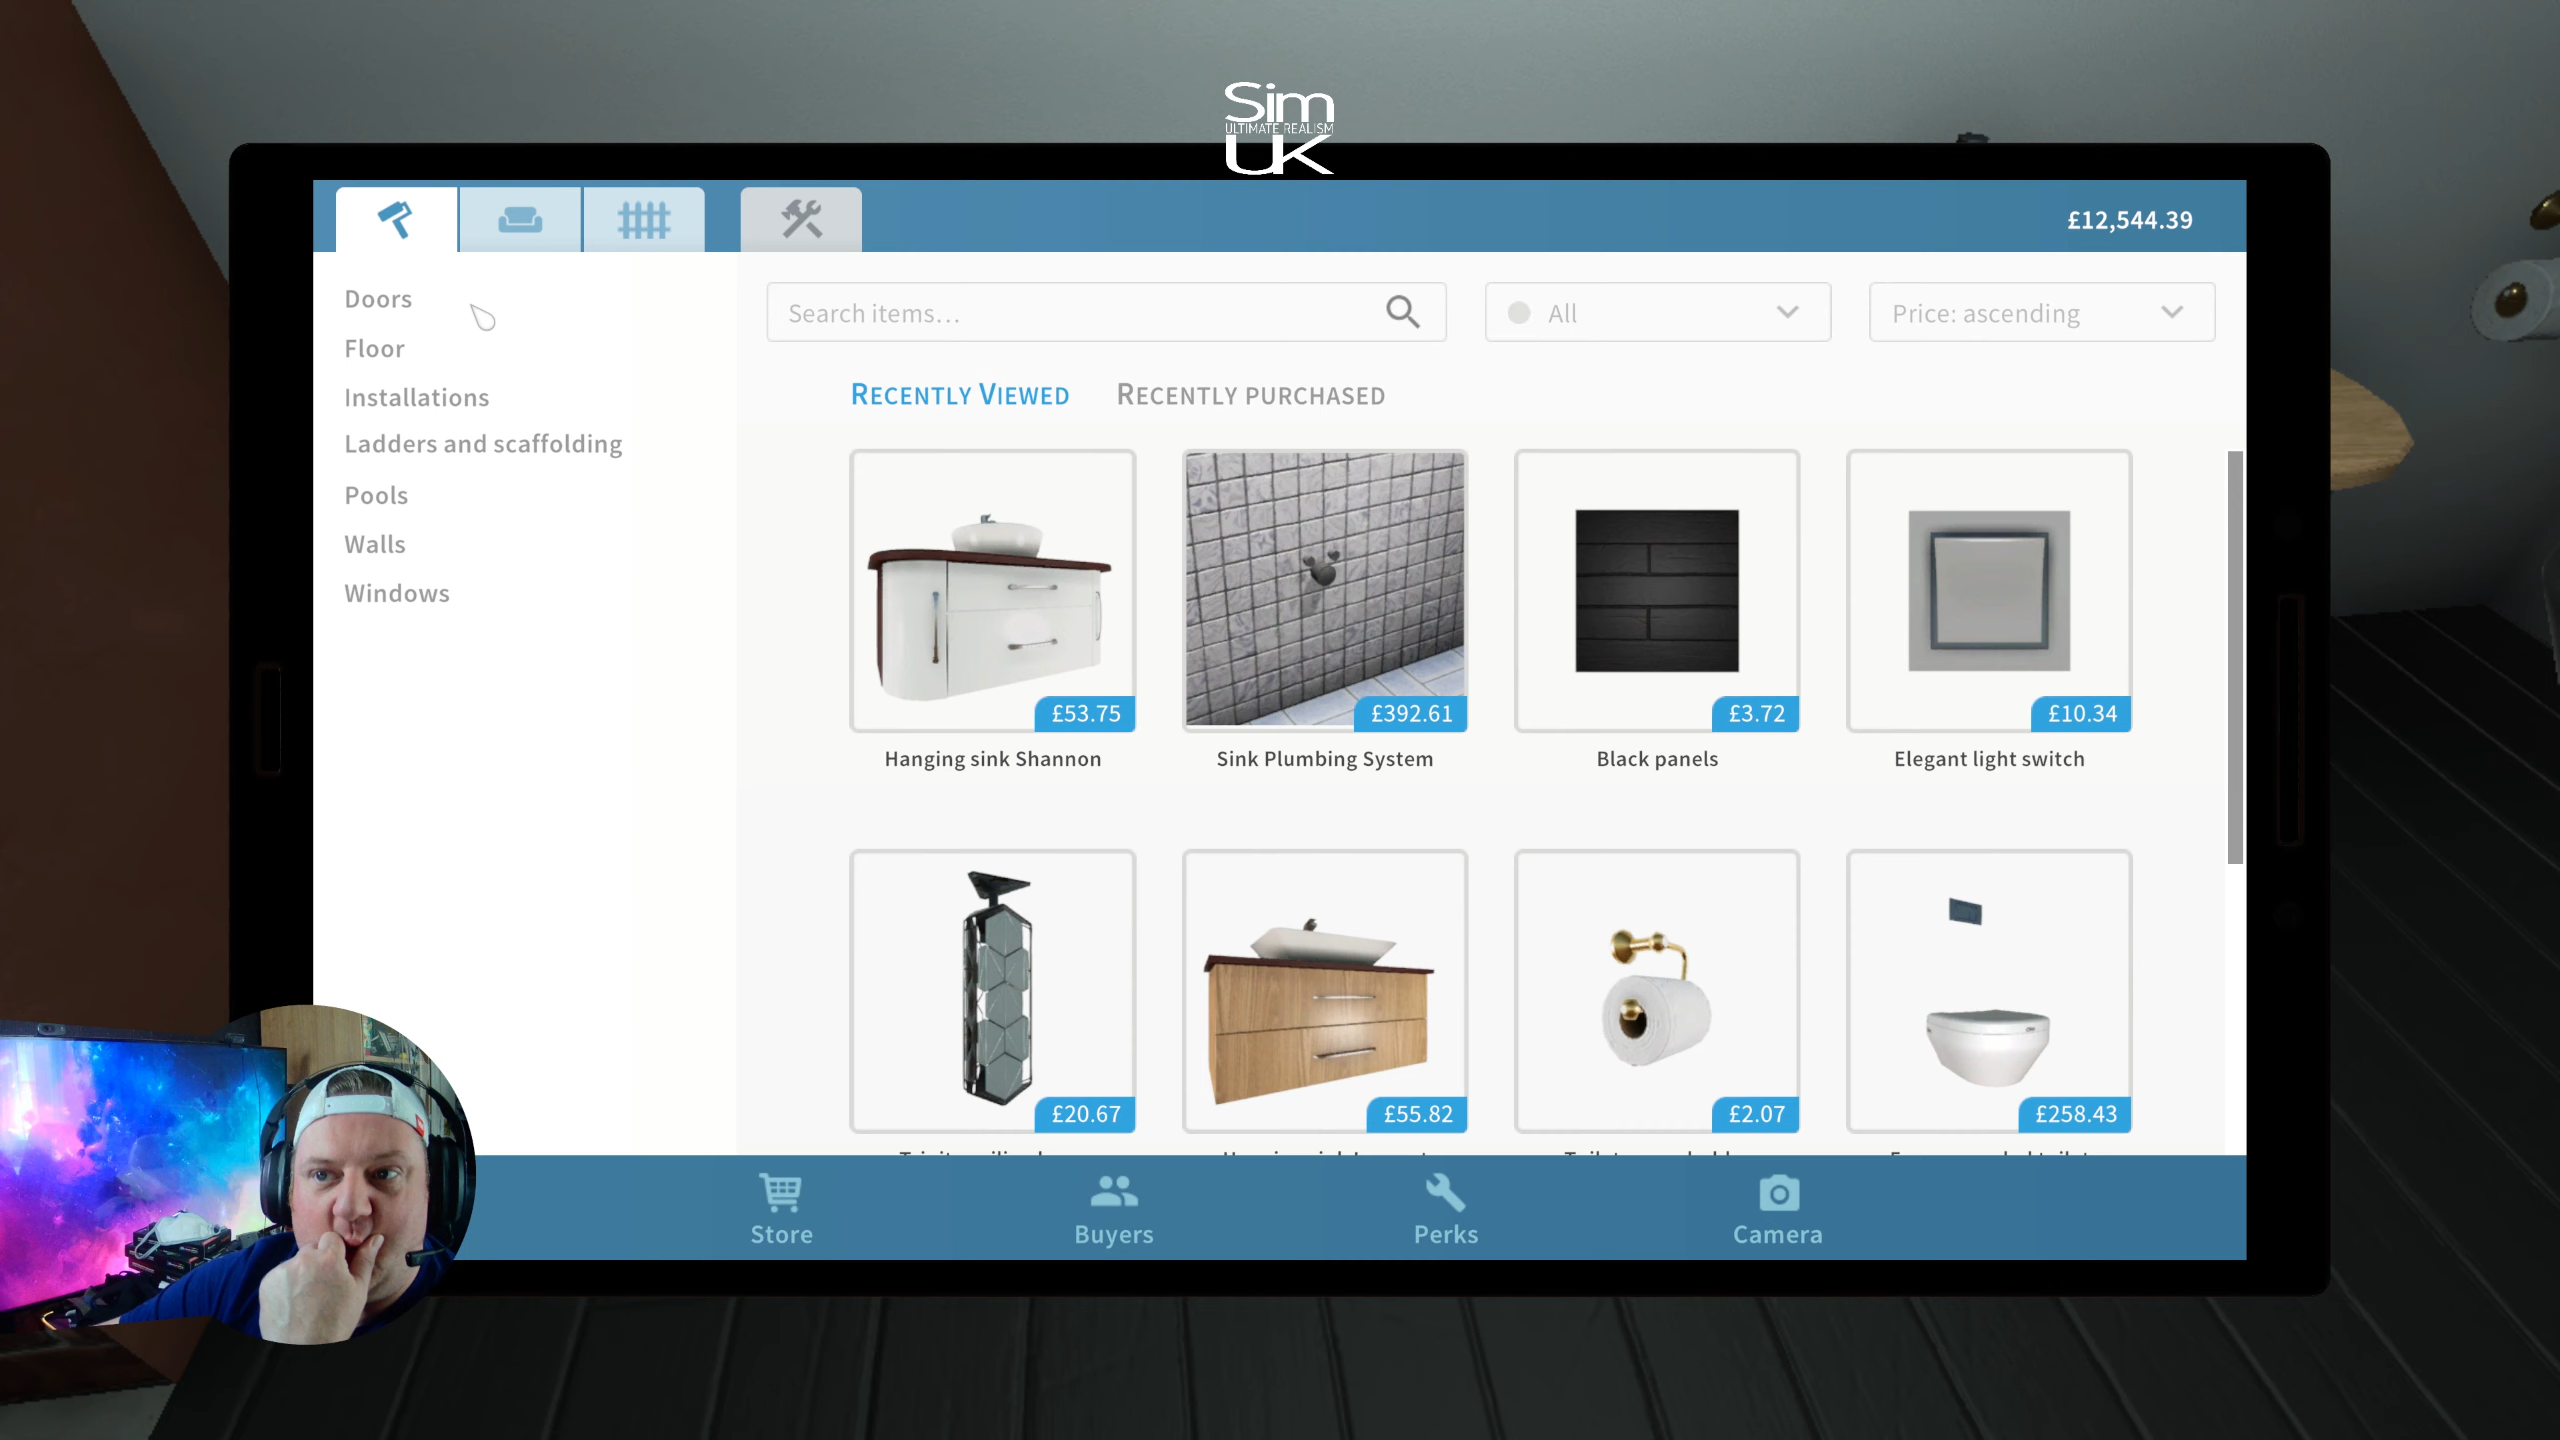 Sim
ULTIMATE REALISM
UK
£12,544.39
Doors
Floor
Installations
Ladders and scaffolding
Pools
Walls
Windows
Search items...
All
Price: ascending
RECENTLY VIEWED
RECENTLY PURCHASED
£53.75
£392.61
£3.72
£10.34
Hanging sink Shannon
Sink Plumbing System
Black panels
Elegant light switch
£20.67
£55.82
£2.07
£258.43
Store
Buyers
Perks
Camera